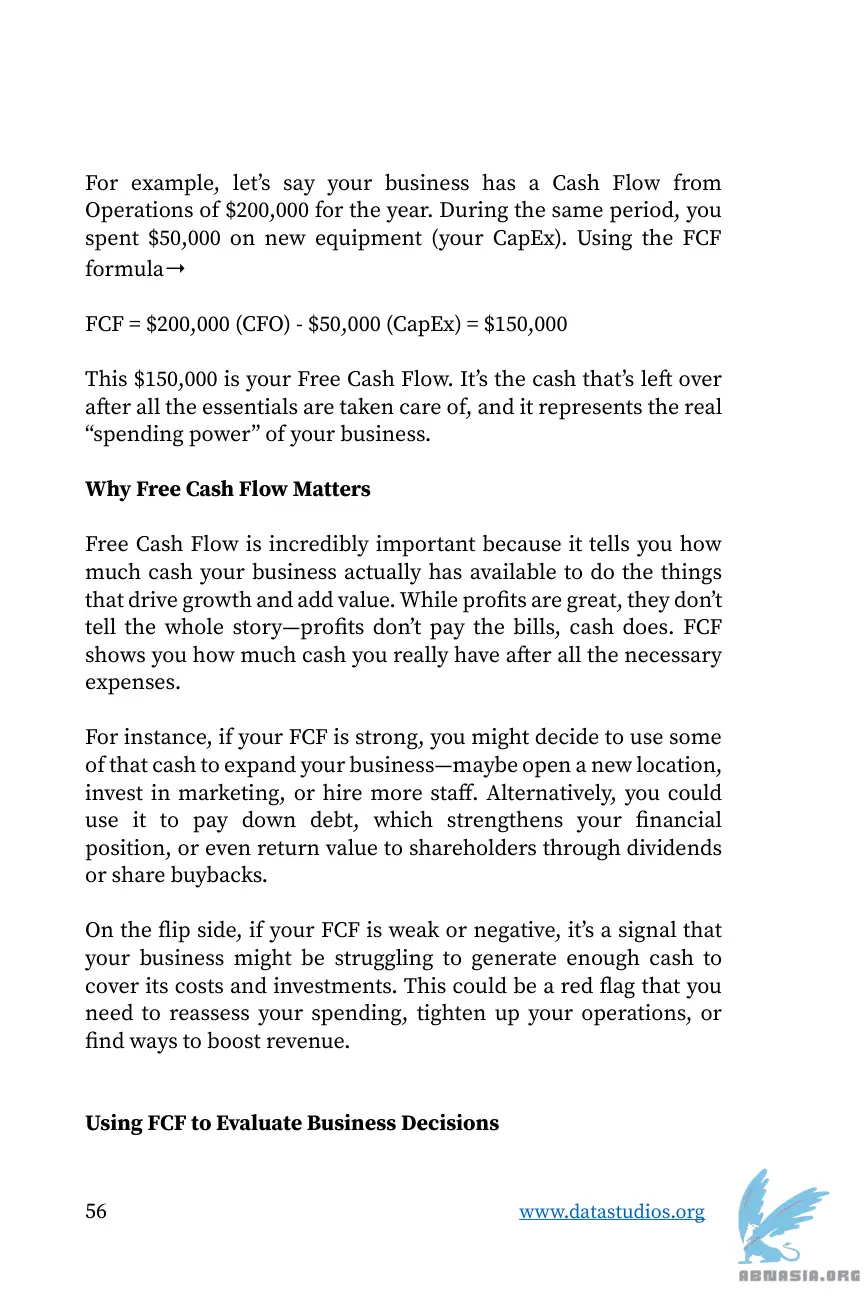 For example, let’s say your business has a Cash Flow from
Operations of $200,000 for the year. During the same period, you
spent $50,000 on new equipment (your CapEx). Using the FCF
formula→
FCF = $200,000 (CFO) - $50,000 (CapEx) = $150,000
This $150,000 is your Free Cash Flow. It’s the cash that’s left over
after all the essentials are taken care of, and it represents the real
“spending power” of your business.
Why Free Cash Flow Matters
Free Cash Flow is incredibly important because it tells you how
much cash your business actually has available to do the things
that drive growth and add value. While profits are great, they don’t
tell the whole story—profits don’t pay the bills, cash does. FCF
shows you how much cash you really have after all the necessary
expenses.
For instance, if your FCF is strong, you might decide to use some
of that cash to expand your business—maybe open a new location,
invest in marketing, or hire more staff. Alternatively, you could
use it to pay down debt, which strengthens your financial
position, or even return value to shareholders through dividends
or share buybacks.
On the flip side, if your FCF is weak or negative, it’s a signal that
your business might be struggling to generate enough cash to
cover its costs and investments. This could be a red flag that you
need to reassess your spending, tighten up your operations, or
find ways to boost revenue.
Using FCF to Evaluate Business Decisions
56 www.datastudios.org
ABNASIA.ORG